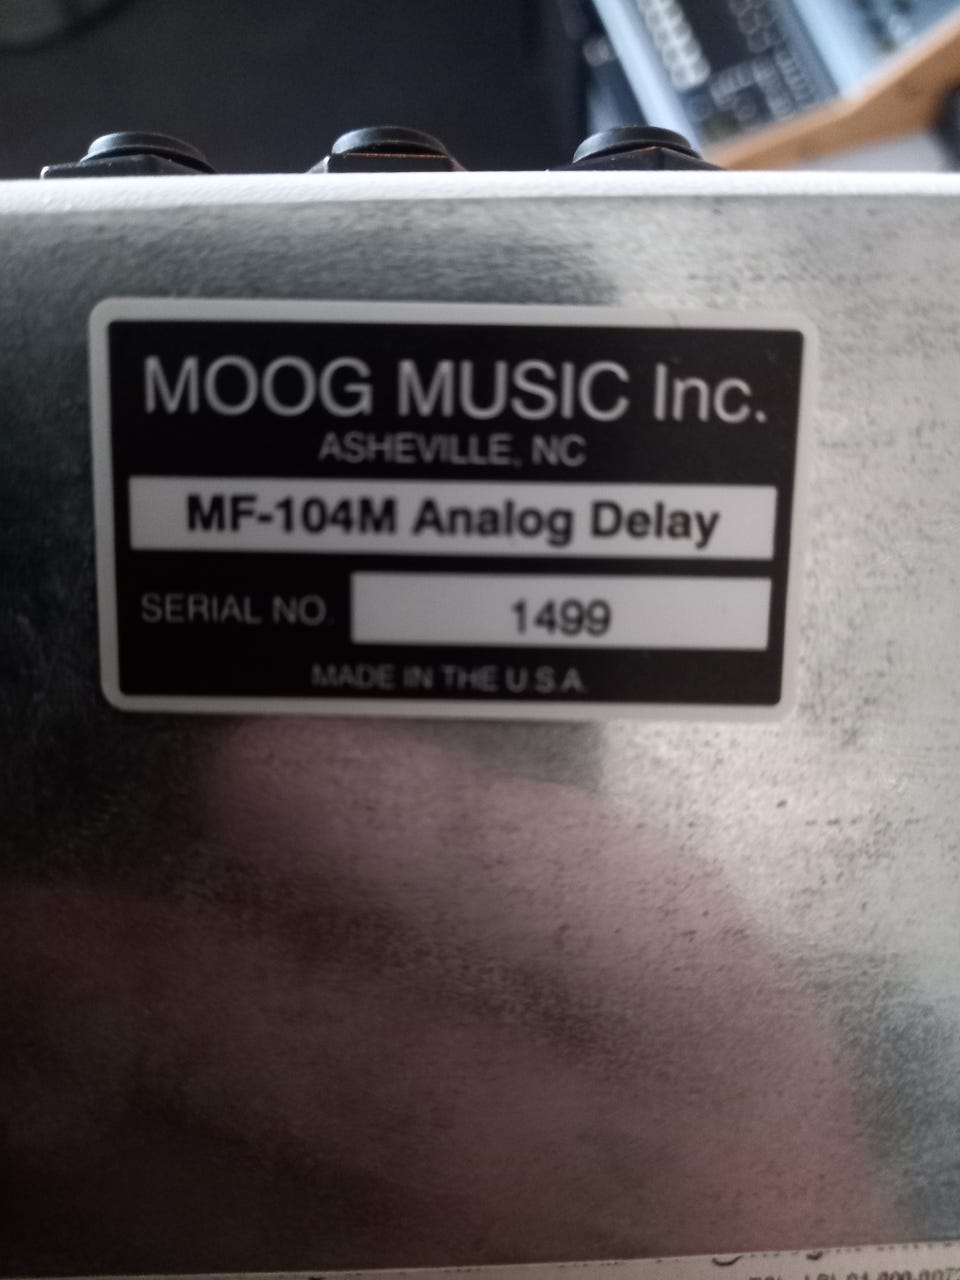 MOOG MUSIC Inc.
ASHEVILLE, NC
MF-104M Analog Delay
SERIAL NO. 1499
MADE IN THE U.S.A.